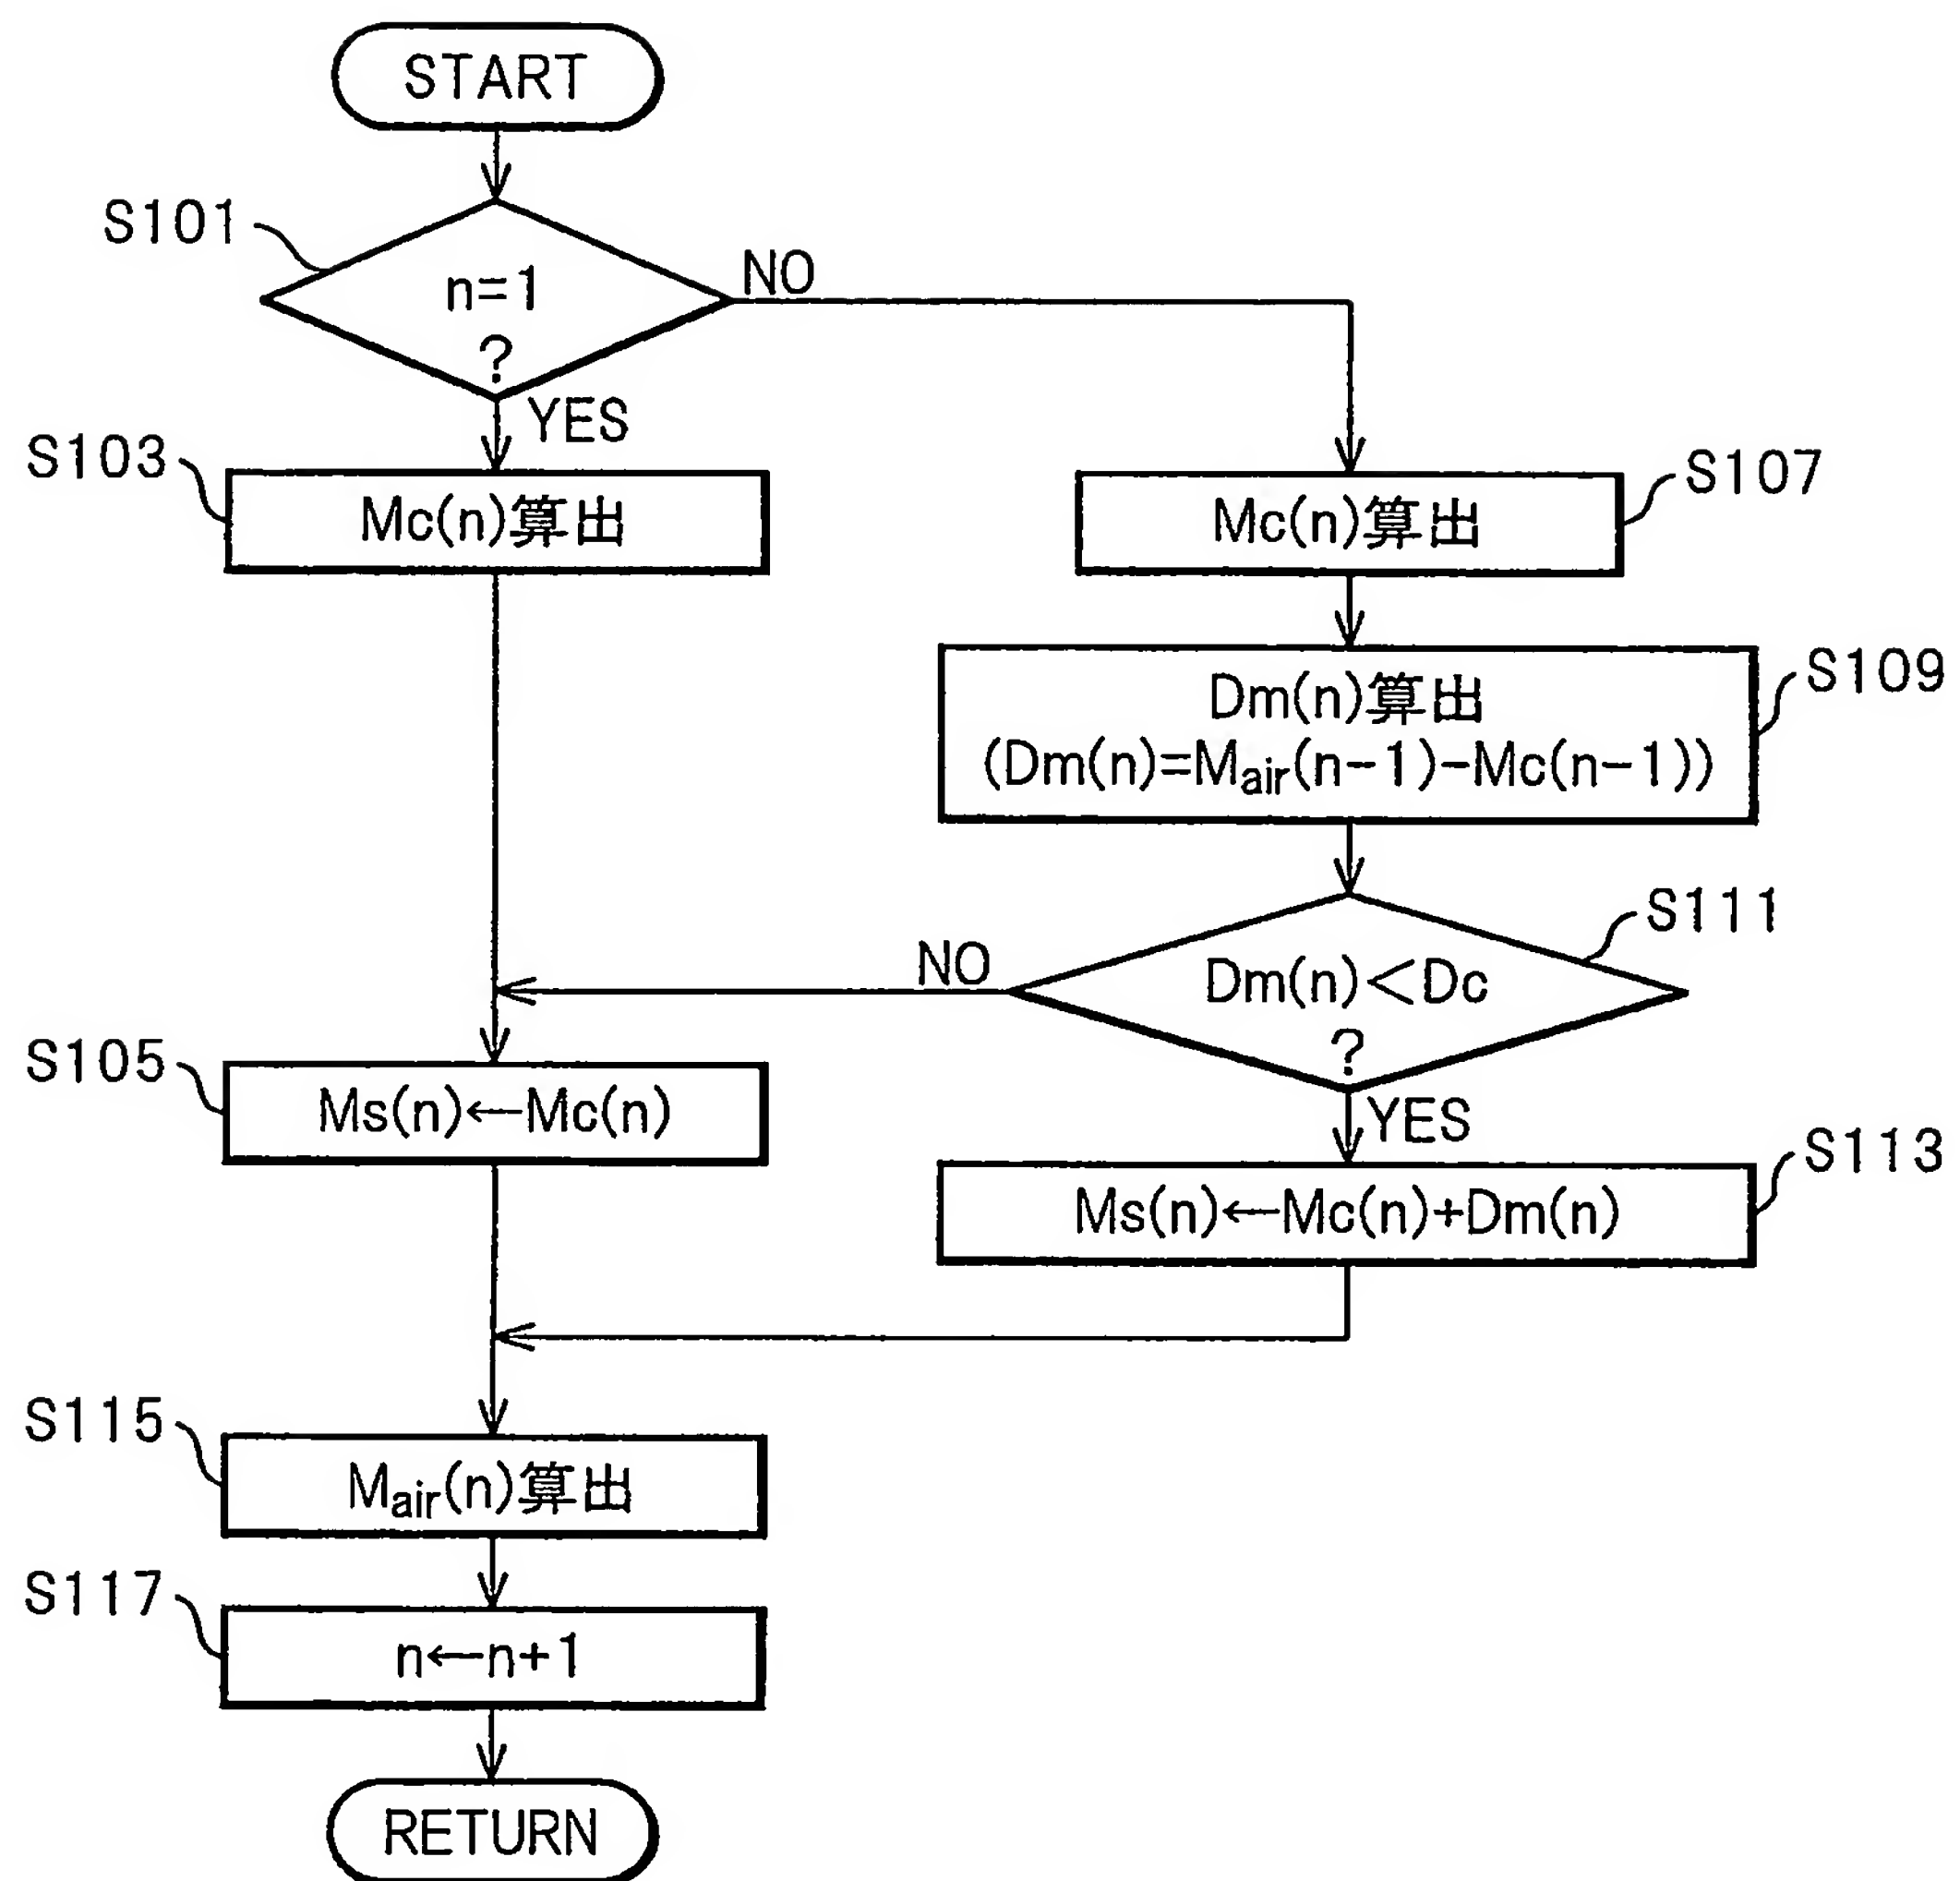 START
S101
n=1
?
NO
YES
S103
Mc(n)算出
S107
Mc(n)算出
S109
Dm(n)算出
(Dm(n)=Mair(n-1)-Mc(n-1))
S111
Dm(n)<Dc
?
NO
YES
S105
Ms(n)←Mc(n)
S113
Ms(n)←Mc(n)+Dm(n)
S115
Mair(n)算出
S117
n←n+1
RETURN